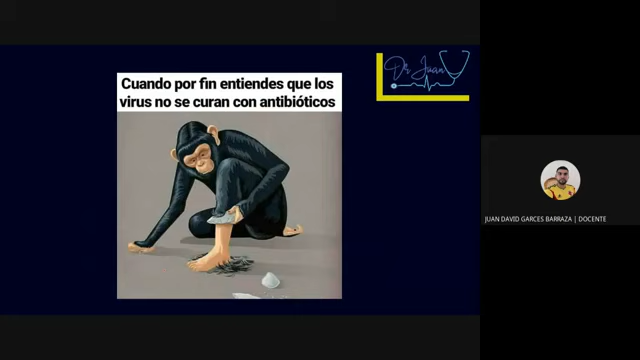 Cuando por fin entiendes que los
virus no se curan con antibióticos
Dr Juan
JUAN DAVID GARCES BARRAZA | DOCENTE